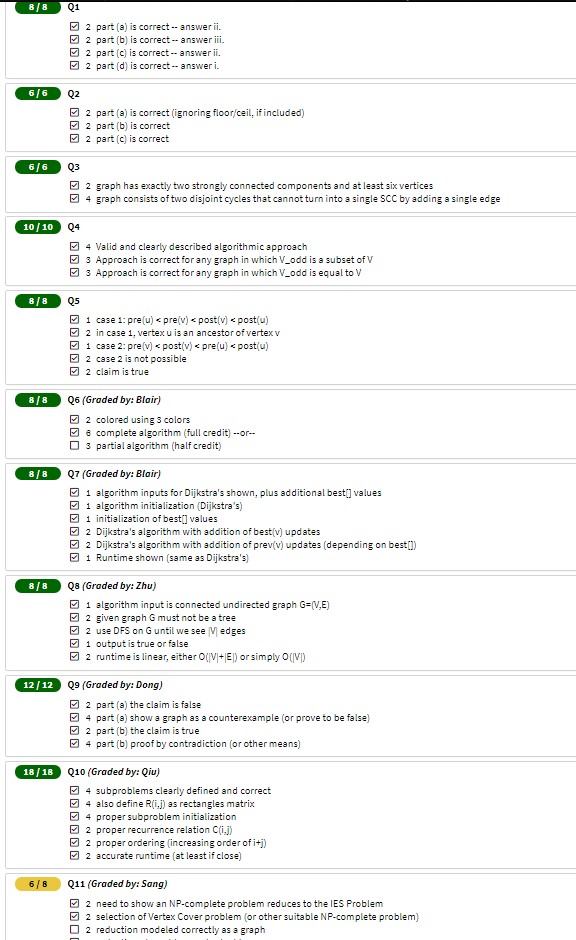 8 / 8 Q1
2 part (a) is correct -- answer ii.
2 part (b) is correct -- answer iii.
2 part (c) is correct -- answer ii.
2 part (d) is correct -- answer i.
6 / 6 Q2
2 part (a) is correct (ignoring floor/ceil, if included)
2 part (b) is correct
2 part (c) is correct
6 / 6 Q3
2 graph has exactly two strongly connected components and at least six vertices
4 graph consists of two disjoint cycles that cannot turn into a single SCC by adding a single edge
10 / 10 Q4
4 Valid and clearly described algorithmic approach
3 Approach is correct for any graph in which V_odd is a subset of V
3 Approach is correct for any graph in which V_odd is equal to V
8 / 8 Q5
1 case 1: pre(u) < pre(v) < post(v) < post(u)
2 in case 1, vertex u is an ancestor of vertex v
1 case 2: pre(v) < post(v) < pre(u) < post(u)
2 case 2 is not possible
2 claim is true
8 / 8 Q6 (Graded by: Blair)
2 colored using 3 colors
6 complete algorithm (full credit) --or--
3 partial algorithm (half credit)
8 / 8 Q7 (Graded by: Blair)
1 algorithm inputs for Dijkstra's shown, plus additional best[] values
1 algorithm initialization (Dijkstra's)
1 initialization of best[] values
2 Dijkstra's algorithm with addition of best(v) updates
2 Dijkstra's algorithm with addition of prev(v) updates (depending on best[])
1 Runtime shown (same as Dijkstra's)
8 / 8 Q8 (Graded by: Zhu)
1 algorithm input is connected undirected graph G=(V,E)
2 given graph G must not be a tree
2 use DFS on G until we see |V| edges
1 output is true or false
2 runtime is linear, either O(|V|+|E|) or simply O(|V|)
12 / 12 Q9 (Graded by: Dong)
2 part (a) the claim is false
4 part (a) show a graph as a counterexample (or prove to be false)
2 part (b) the claim is true
4 part (b) proof by contradiction (or other means)
18 / 18 Q10 (Graded by: Qiu)
4 subproblems clearly defined and correct
4 also define R(i,j) as rectangles matrix
4 proper subproblem initialization
2 proper recurrence relation C(i,j)
2 proper ordering (increasing order of i+j)
2 accurate runtime (at least if close)
6 / 8 Q11 (Graded by: Sang)
2 need to show an NP-complete problem reduces to the IES Problem
2 selection of Vertex Cover problem (or other suitable NP-complete problem)
2 reduction modeled correctly as a graph